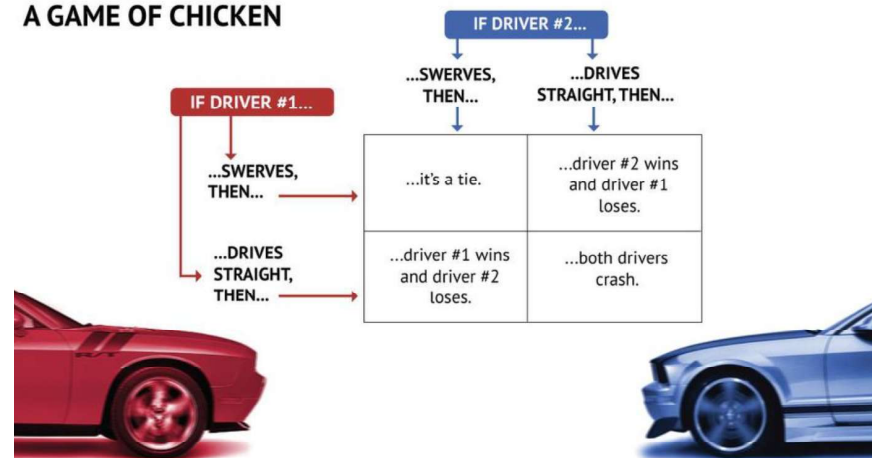 A GAME OF CHICKEN
IF DRIVER #2...
...SWERVES,
THEN...
...DRIVES
STRAIGHT, THEN...
IF DRIVER #1...
...SWERVES,
THEN...
...it's a tie.
...driver #2 wins
and driver #1
loses.
...DRIVES
STRAIGHT,
THEN...
...driver #1 wins
and driver #2
loses.
...both drivers
crash.
R/T